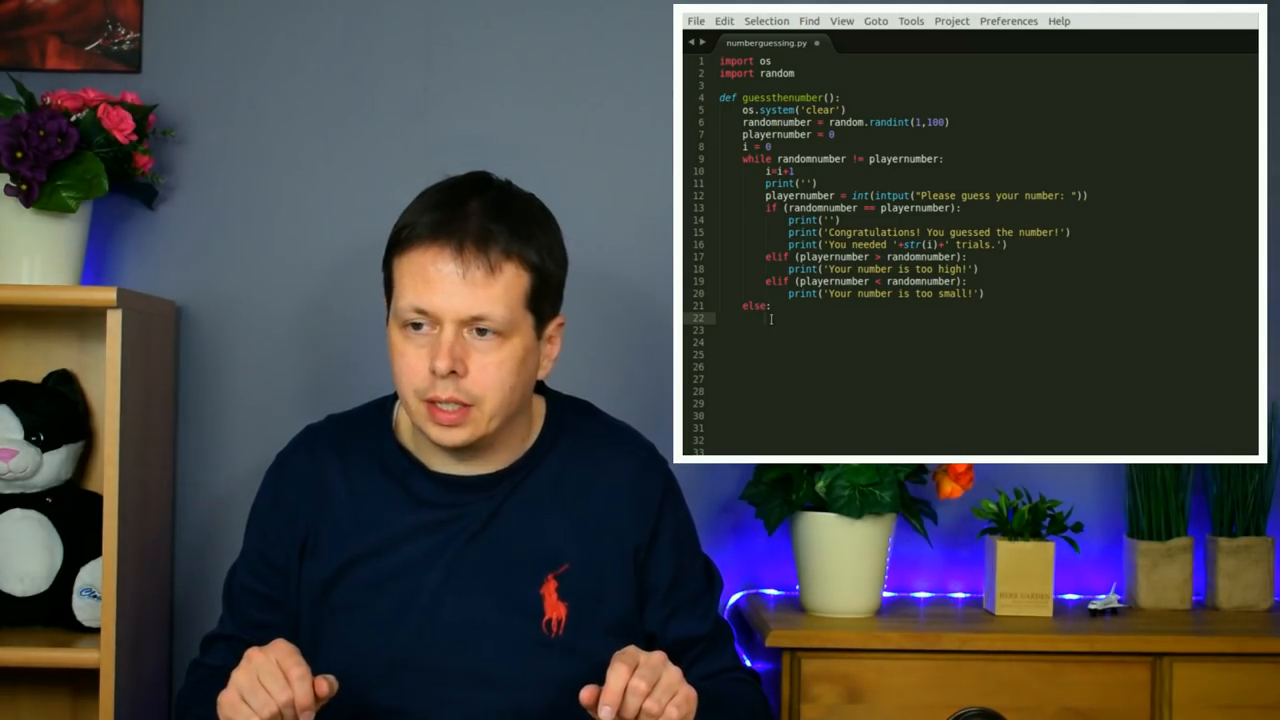 File Edit Selection Find View Goto Tools Project Preferences Help
numberguessing.py
1 import os
2 import random
3
4 def guessthenumber():
5 os.system('clear')
6 randomnumber = random.randint(1,100)
7 playernumber = 0
8 i = 0
9 while randomnumber != playernumber:
10 i=i+1
11 print('')
12 playernumber = int(intput("Please guess your number: "))
13 if (randomnumber == playernumber):
14 print('')
15 print('Congratulations! You guessed the number!')
16 print('You needed '+str(i)+' trials.')
17 elif (playernumber > randomnumber):
18 print('Your number is too high!')
19 elif (playernumber < randomnumber):
20 print('Your number is too small!')
21 else:
22
23
24
25
26
27
28
29
30
31
32
33
HERB GARDEN